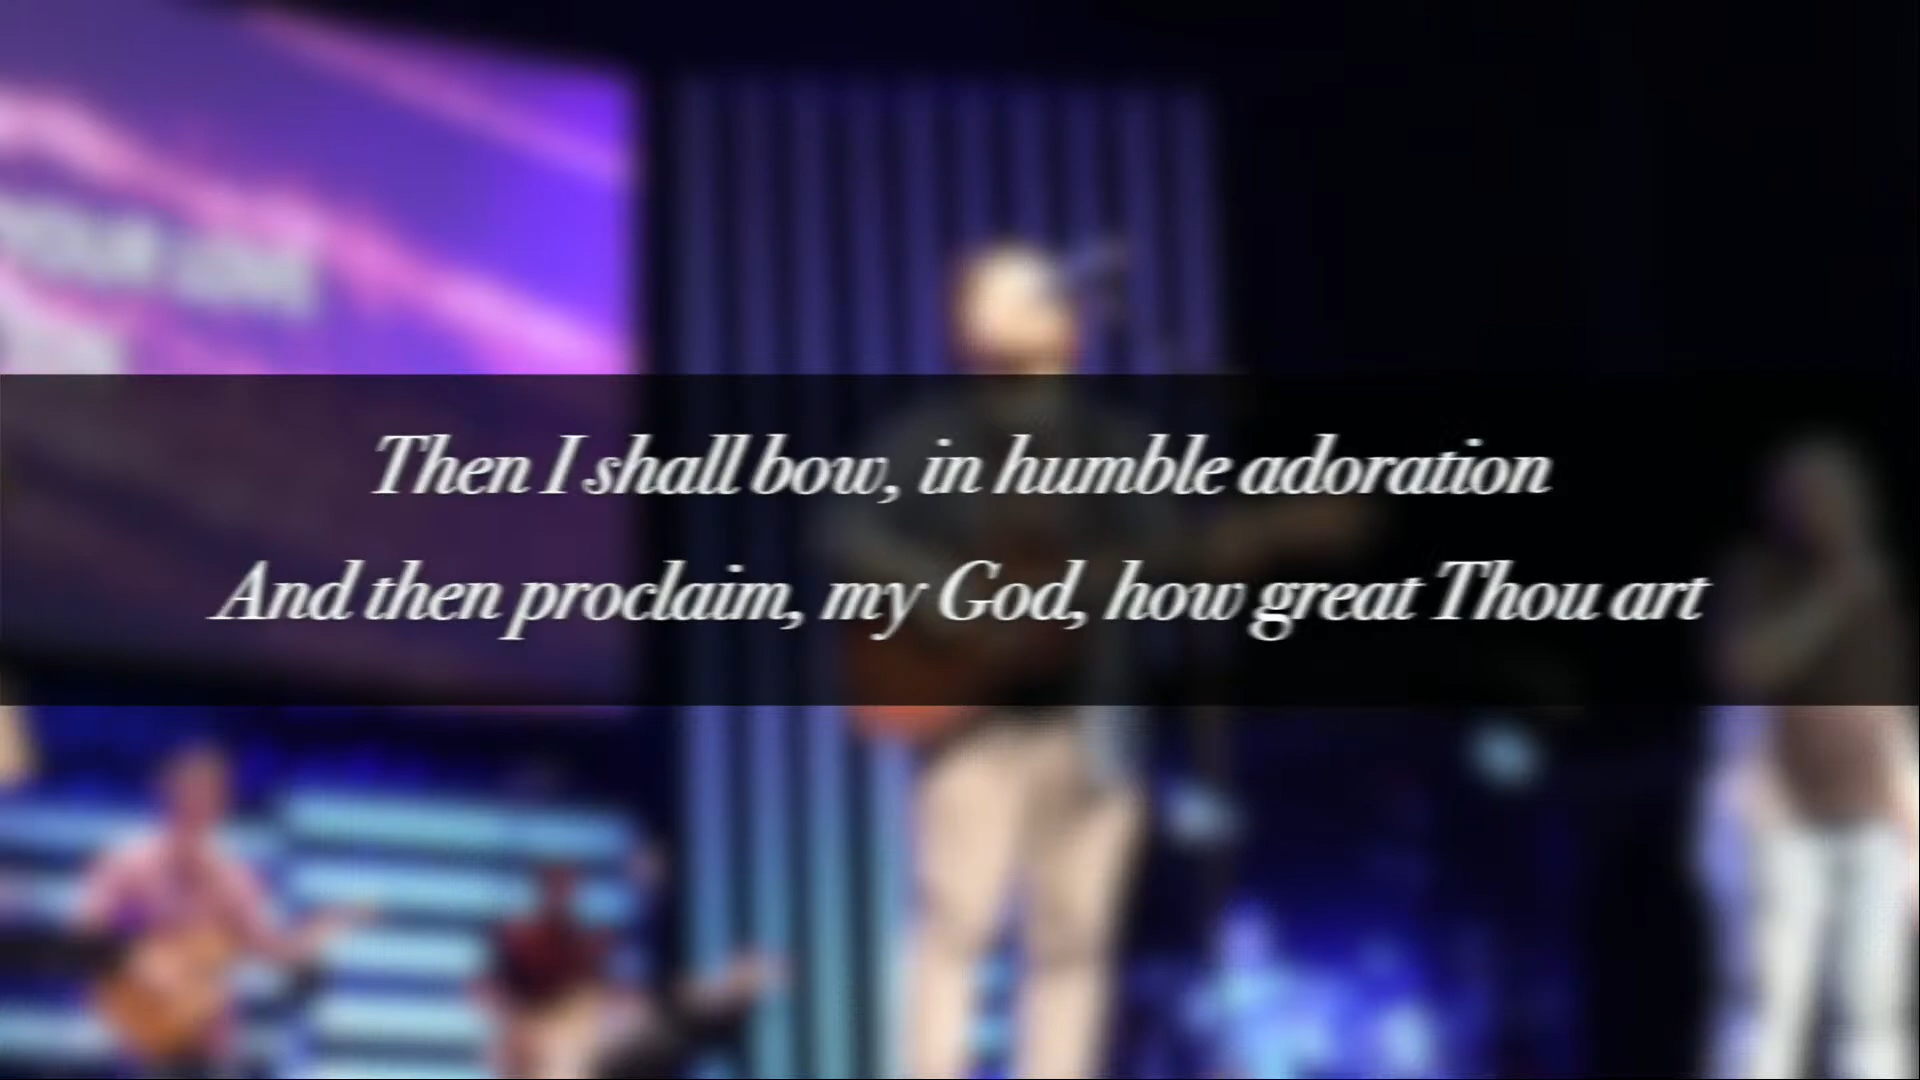 Then I shall bow, in humble adoration
And then proclaim, my God, how great Thou art